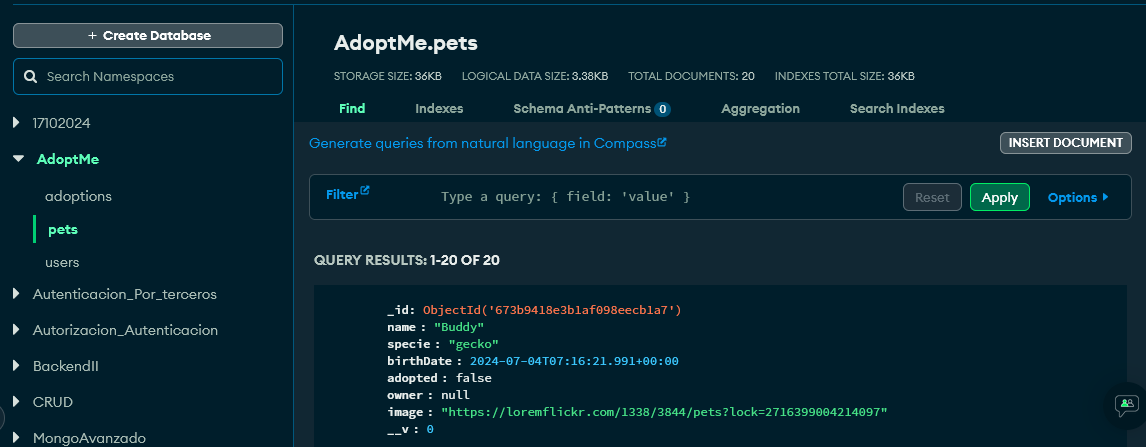 + Create Database
Search Namespaces
17102024
AdoptMe
adoptions
pets
users
Autenticacion_Por_terceros
Autorizacion_Autenticacion
BackendII
CRUD
MongoAvanzado
AdoptMe.pets
STORAGE SIZE: 36KB LOGICAL DATA SIZE: 3.38KB TOTAL DOCUMENTS: 20 INDEXES TOTAL SIZE: 36KB
Find Indexes Schema Anti-Patterns 0 Aggregation Search Indexes
Generate queries from natural language in Compass
INSERT DOCUMENT
Filter Type a query: { field: 'value' } Reset Apply Options
QUERY RESULTS: 1-20 OF 20
_id: ObjectId('673b9418e3b1af098eecb1a7')
name: "Buddy"
specie: "gecko"
birthDate: 2024-07-04T07:16:21.991+00:00
adopted: false
owner: null
image: "https://loremflickr.com/1338/3844/pets?lock=2716399004214097"
__v: 0